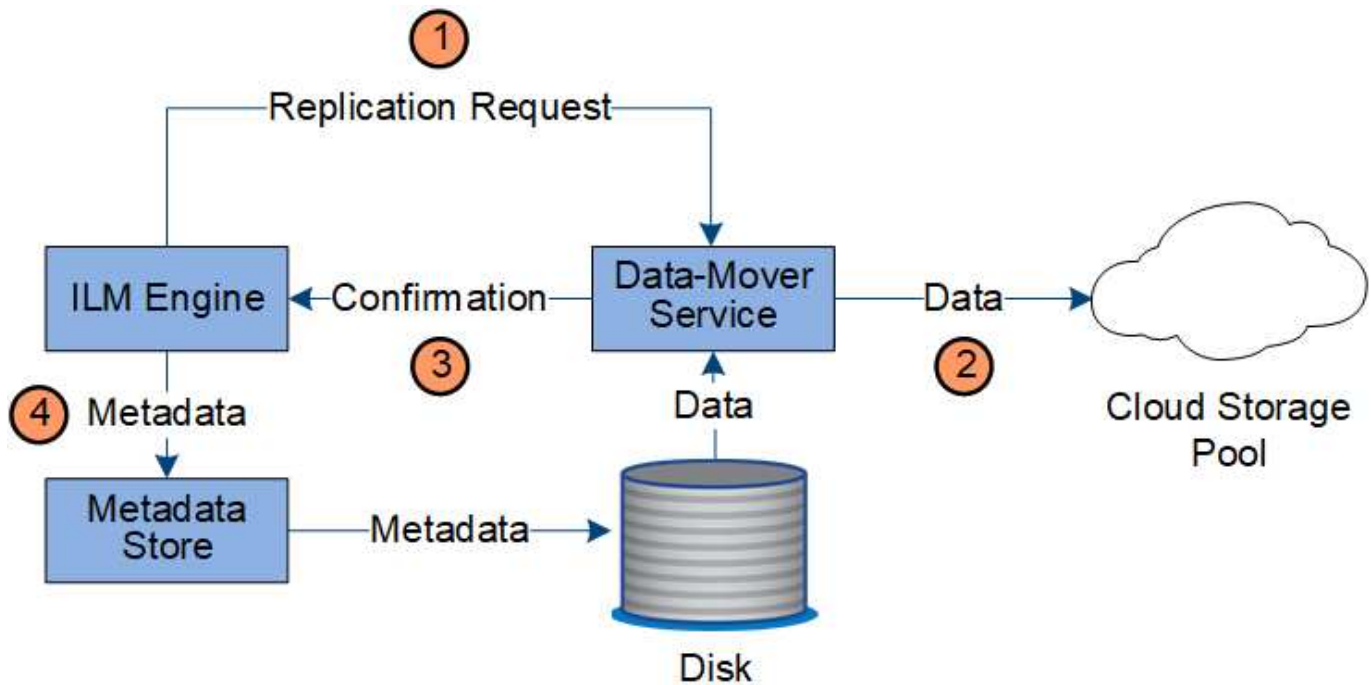 1
Replication Request
ILM Engine
Confirmation
Data-Mover
Service
Data
3
2
4
Metadata
Data
Cloud Storage
Pool
Metadata
Store
Metadata
Disk